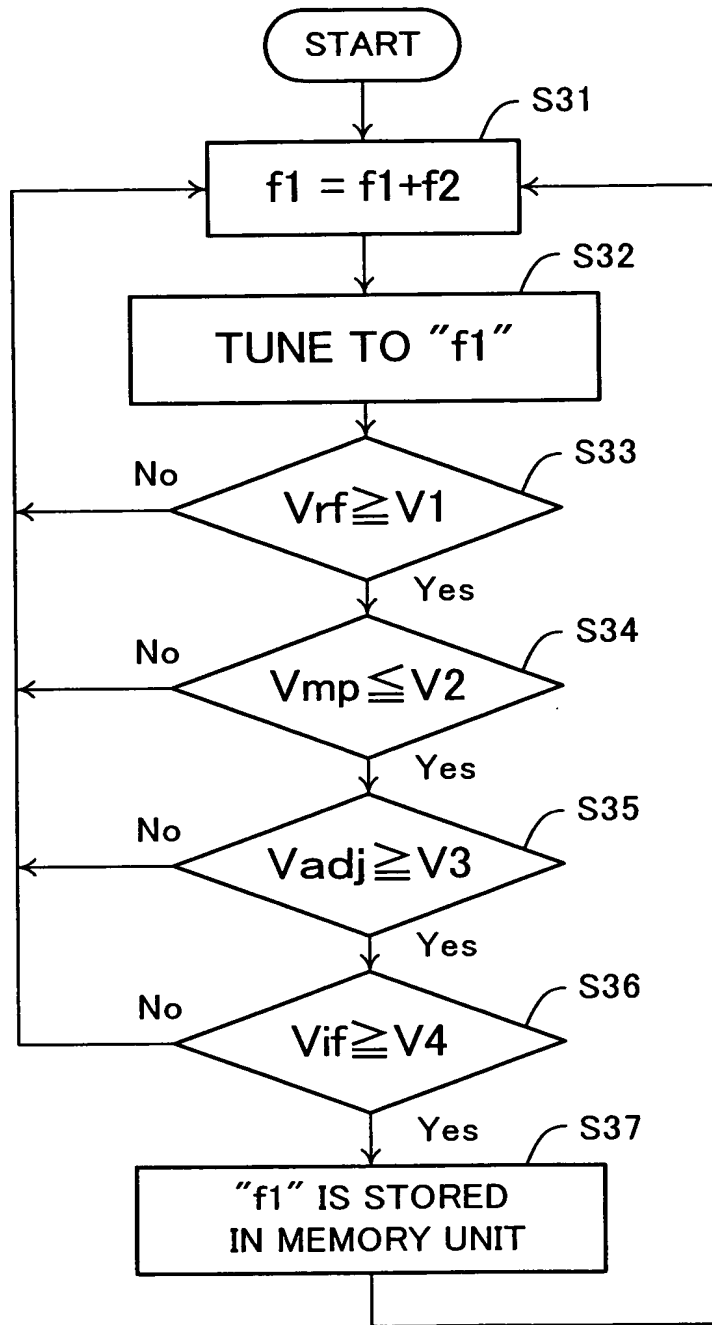 START
S31
f1 = f1+f2
S32
TUNE TO "f1"
S33
No
Vrf≧V1
Yes
S34
No
Vmp≦V2
Yes
S35
No
Vadj≧V3
Yes
S36
No
Vif≧V4
Yes
S37
"f1" IS STORED
IN MEMORY UNIT